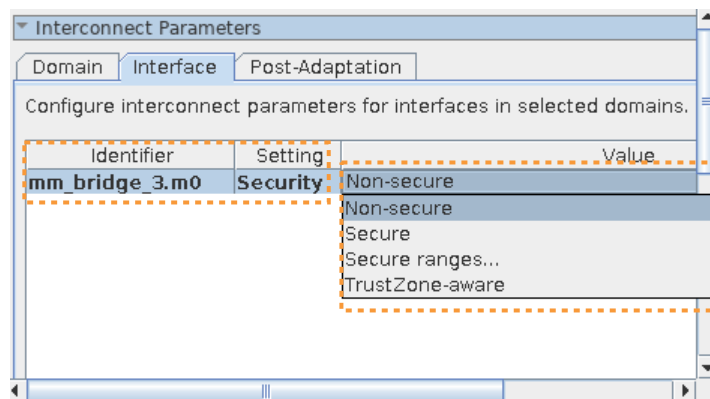 Interconnect Parameters
Domain Interface Post-Adaptation
Configure interconnect parameters for interfaces in selected domains.
Identifier Setting Value
mm_bridge_3.m0 Security Non-secure
Non-secure
Secure
Secure ranges...
TrustZone-aware